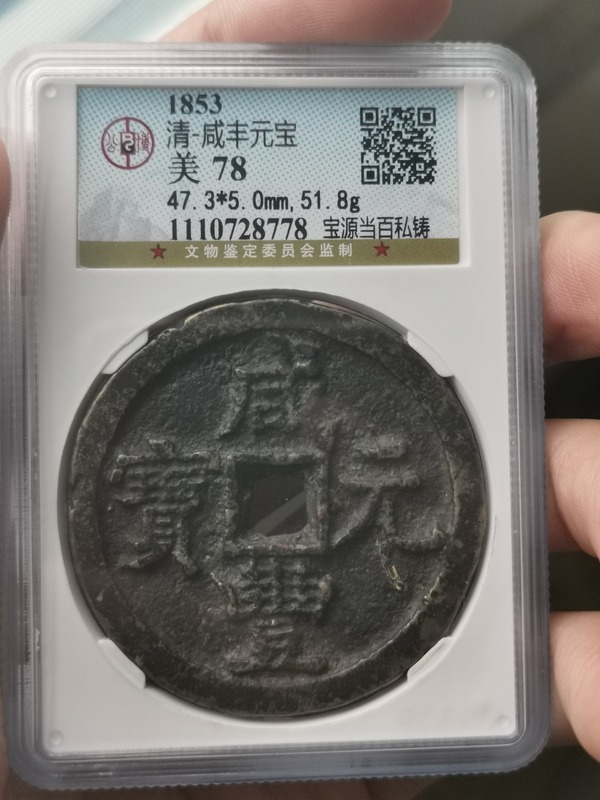 1853
清-咸丰元宝
美 78
47.3*5.0mm,51.8g
1110728778 宝源当百私铸
★ 文物鉴定委员会监制 ★
咸
寶 元
豐